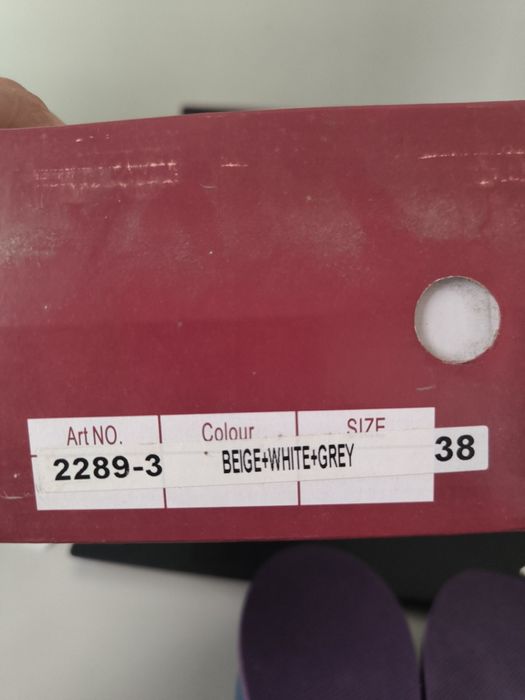 Art NO. Colour SIZE
2289-3 BEIGE+WHITE+GREY 38